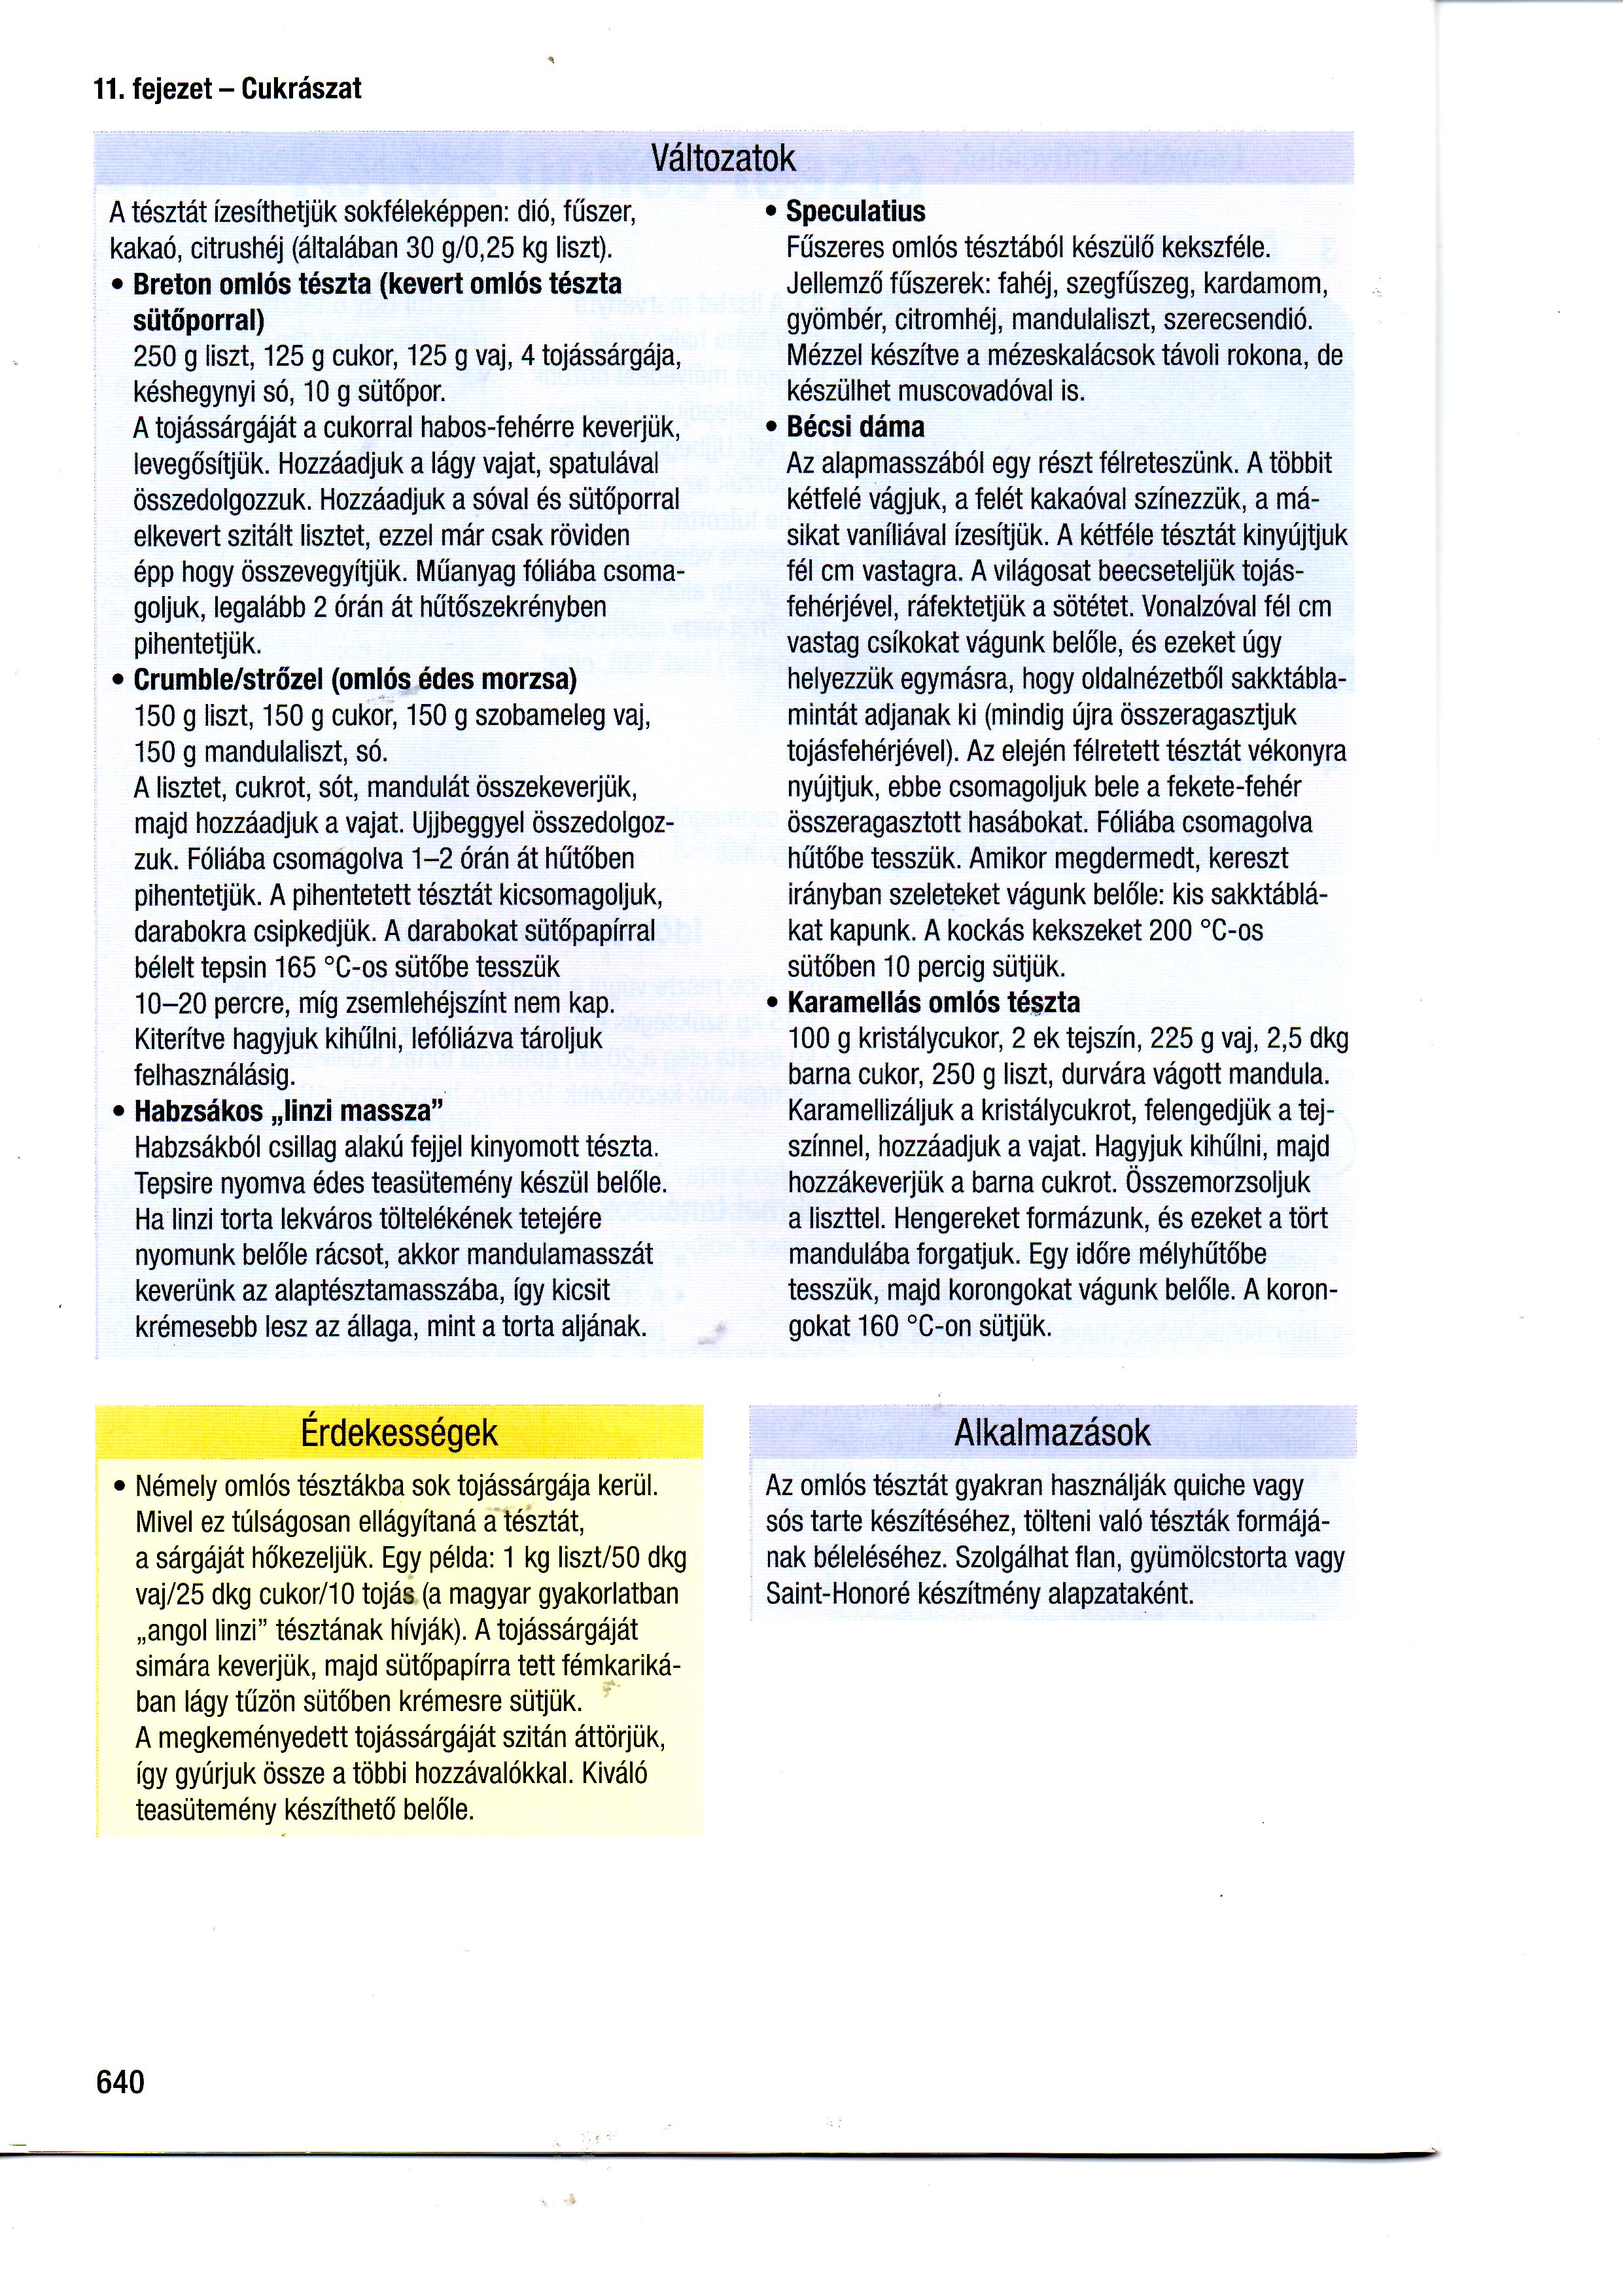 11. fejezet – Cukrászat
Változatok
A tésztát ízesíthetjük sokféleképpen: dió, fűszer,
kakaó, citrushéj (általában 30 g/0,25 kg liszt).
• Breton omlós tészta (kevert omlós tészta
sütőporral)
250 g liszt, 125 g cukor, 125 g vaj, 4 tojássárgája,
késhegynyi só, 10 g sütőpor.
A tojássárgáját a cukorral habos-fehérre keverjük,
levegősítjük. Hozzáadjuk a lágy vajat, spatulával
összedolgozzuk. Hozzáadjuk a sóval és sütőporral
elkevert szitált lisztet, ezzel már csak röviden
épp hogy összevegyítjük. Műanyag fóliába csoma-
goljuk, legalább 2 órán át hűtőszekrényben
pihentetjük.
• Crumble/strőzel (omlós édes morzsa)
150 g liszt, 150 g cukor, 150 g szobameleg vaj,
150 g mandulaliszt, só.
A lisztet, cukrot, sót, mandulát összekeverjük,
majd hozzáadjuk a vajat. Ujjbeggyel összedolgoz-
zuk. Fóliába csomagolva 1–2 órán át hűtőben
pihentetjük. A pihentetett tésztát kicsomagoljuk,
darabokra csipkedjük. A darabokat sütőpapírral
bélelt tepsin 165 °C-os sütőbe tesszük
10–20 percre, míg zsemlehéjszínt nem kap.
Kiterítve hagyjuk kihűlni, lefóliázva tároljuk
felhasználásig.
• Habzsákos „linzi massza”
Habzsákból csillag alakú fejjel kinyomott tészta.
Tepsire nyomva édes teasütemény készül belőle.
Ha linzi torta lekváros töltelékének tetejére
nyomunk belőle rácsot, akkor mandulamasszát
keverünk az alaptésztamasszába, így kicsit
krémesebb lesz az állaga, mint a torta aljának.
• Speculatius
Fűszeres omlós tésztából készülő kekszféle.
Jellemző fűszerek: fahéj, szegfűszeg, kardamom,
gyömbér, citromhéj, mandulaliszt, szerecsendió.
Mézzel készítve a mézeskalácsok távoli rokona, de
készülhet muscovadóval is.
• Bécsi dáma
Az alapmasszából egy részt félreteszünk. A többit
kétfelé vágjuk, a felét kakaóval színezzük, a má-
sikat vaníliával ízesítjük. A kétféle tésztát kinyújtjuk
fél cm vastagra. A világosat beecseteljük tojás-
fehérjével, ráfektetjük a sötétet. Vonalzóval fél cm
vastag csíkokat vágunk belőle, és ezeket úgy
helyezzük egymásra, hogy oldalnézetből sakktábla-
mintát adjanak ki (mindig újra összeragasztjuk
tojásfehérjével). Az elején félretett tésztát vékonyra
nyújtjuk, ebbe csomagoljuk bele a fekete-fehér
összeragasztott hasábokat. Fóliába csomagolva
hűtőbe tesszük. Amikor megdermedt, kereszt
irányban szeleteket vágunk belőle: kis sakktáblá-
kat kapunk. A kockás kekszeket 200 °C-os
sütőben 10 percig sütjük.
• Karamellás omlós tészta
100 g kristálycukor, 2 ek tejszín, 225 g vaj, 2,5 dkg
barna cukor, 250 g liszt, durvára vágott mandula.
Karamellizáljuk a kristálycukrot, felengedjük a tej-
színnel, hozzáadjuk a vajat. Hagyjuk kihűlni, majd
hozzákeverjük a barna cukrot. Összemorzsoljuk
a liszttel. Hengereket formázunk, és ezeket a tört
mandulába forgatjuk. Egy időre mélyhűtőbe
tesszük, majd korongokat vágunk belőle. A koron-
gokat 160 °C-on sütjük.
Érdekességek
• Némely omlós tésztákba sok tojássárgája kerül.
Mivel ez túlságosan ellágyítaná a tésztát,
a sárgáját hőkezeljük. Egy példa: 1 kg liszt/50 dkg
vaj/25 dkg cukor/10 tojás (a magyar gyakorlatban
„angol linzi” tésztának hívják). A tojássárgáját
simára keverjük, majd sütőpapírra tett fémkariká-
ban lágy tűzön sütőben krémesre sütjük.
A megkeményedett tojássárgáját szitán áttörjük,
így gyúrjuk össze a többi hozzávalókkal. Kiváló
teasütemény készíthető belőle.
Alkalmazások
Az omlós tésztát gyakran használják quiche vagy
sós tarte készítéséhez, tölteni való tészták formájá-
nak béleléséhez. Szolgálhat flan, gyümölcstorta vagy
Saint-Honoré készítmény alapzataként.
640